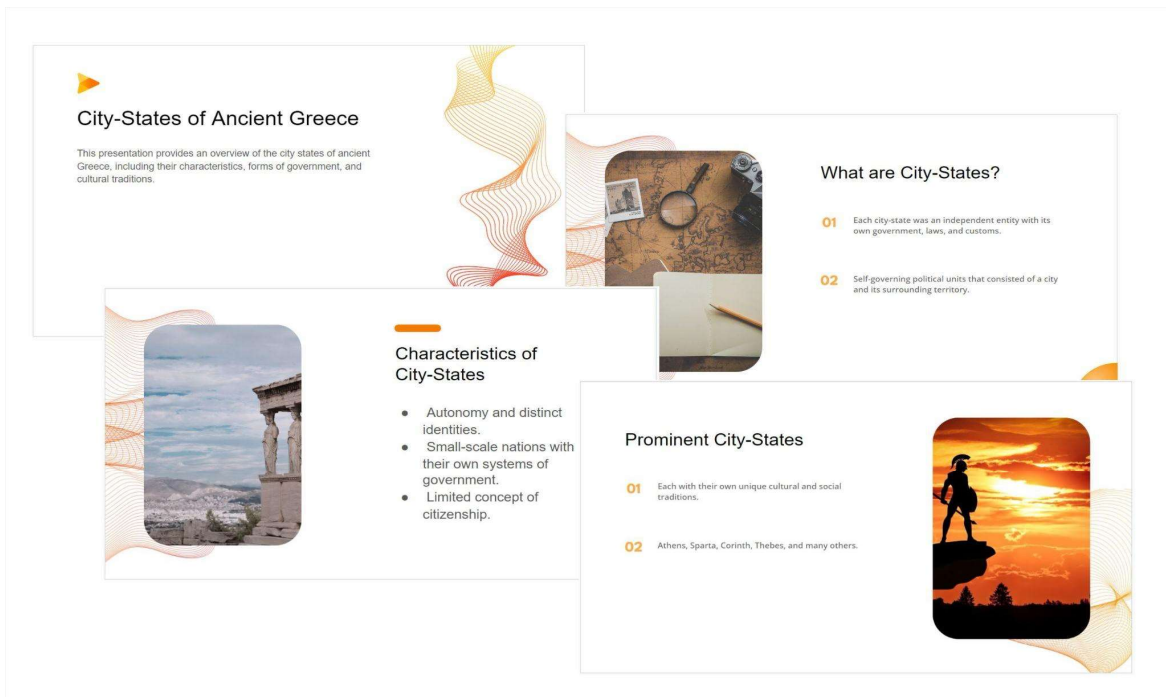 City-States of Ancient Greece
This presentation provides an overview of the city states of ancient
Greece, including their characteristics, forms of government, and
cultural traditions.
What are City-States?
01
Each city-state was an independent entity with its
own government, laws, and customs.
02
Self-governing political units that consisted of a city
and its surrounding territory.
Characteristics of
City-States
● Autonomy and distinct
identities.
● Small-scale nations with
their own systems of
government.
● Limited concept of
citizenship.
Prominent City-States
01
Each with their own unique cultural and social
traditions.
02
Athens, Sparta, Corinth, Thebes, and many others.